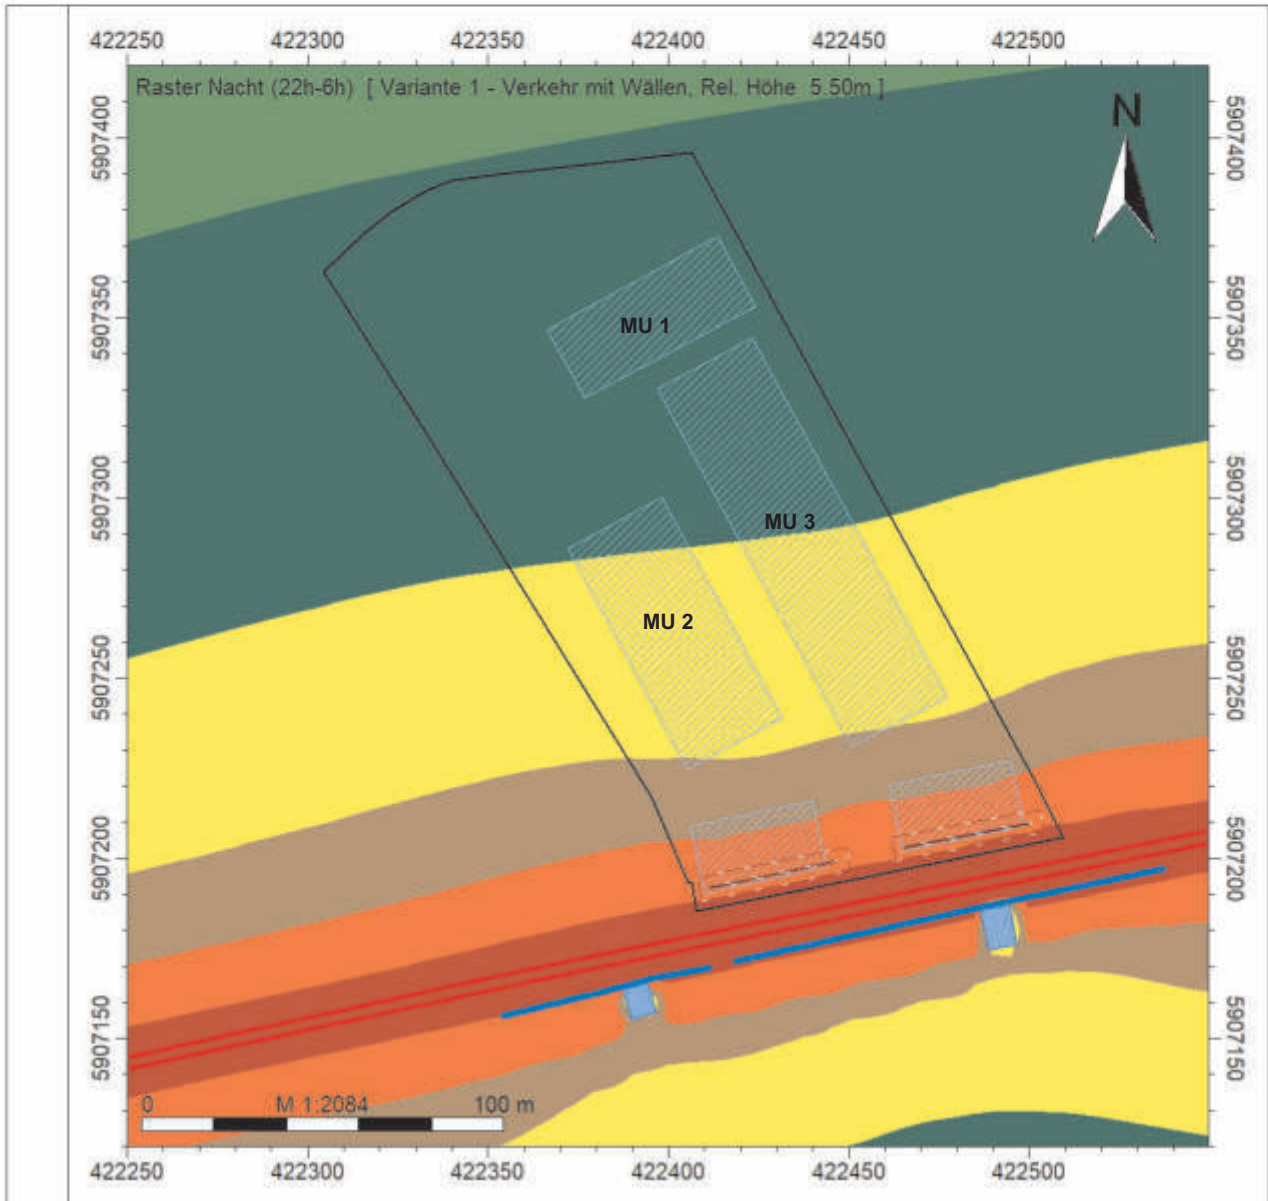 422250 422300 422350 422400 422450 422500
Raster Nacht (22h-6h) [ Variante 1 - Verkehr mit Wällen, Rel. Höhe 5.50m ]
N
5907400 5907400
5907350 5907350
MU 1
5907300 5907300
MU 3
MU 2
5907250 5907250
5907200 5907200
5907150 5907150
0 M 1:2084 100 m
422250 422300 422350 422400 422450 422500